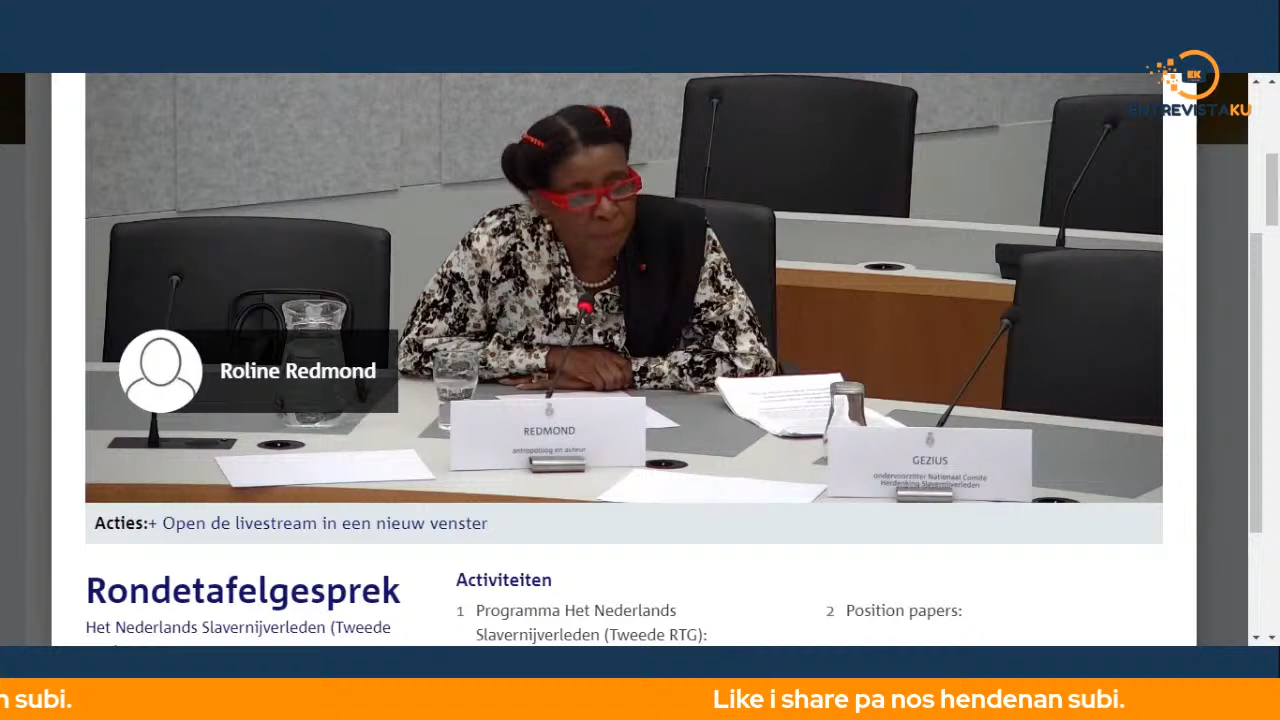 EK
ENTREVISTAKU
Roline Redmond
REDMOND
antropoloog en auteur
GEZIUS
ondervoorzitter Nationaal Comité
Herdenking Slavernijverleden
Acties:+ Open de livestream in een nieuw venster
Rondetafelgesprek
Het Nederlands Slavernijverleden (Tweede
Activiteiten
1 Programma Het Nederlands
Slavernijverleden (Tweede RTG):
2 Position papers:
n subi.
Like i share pa nos hendenan subi.